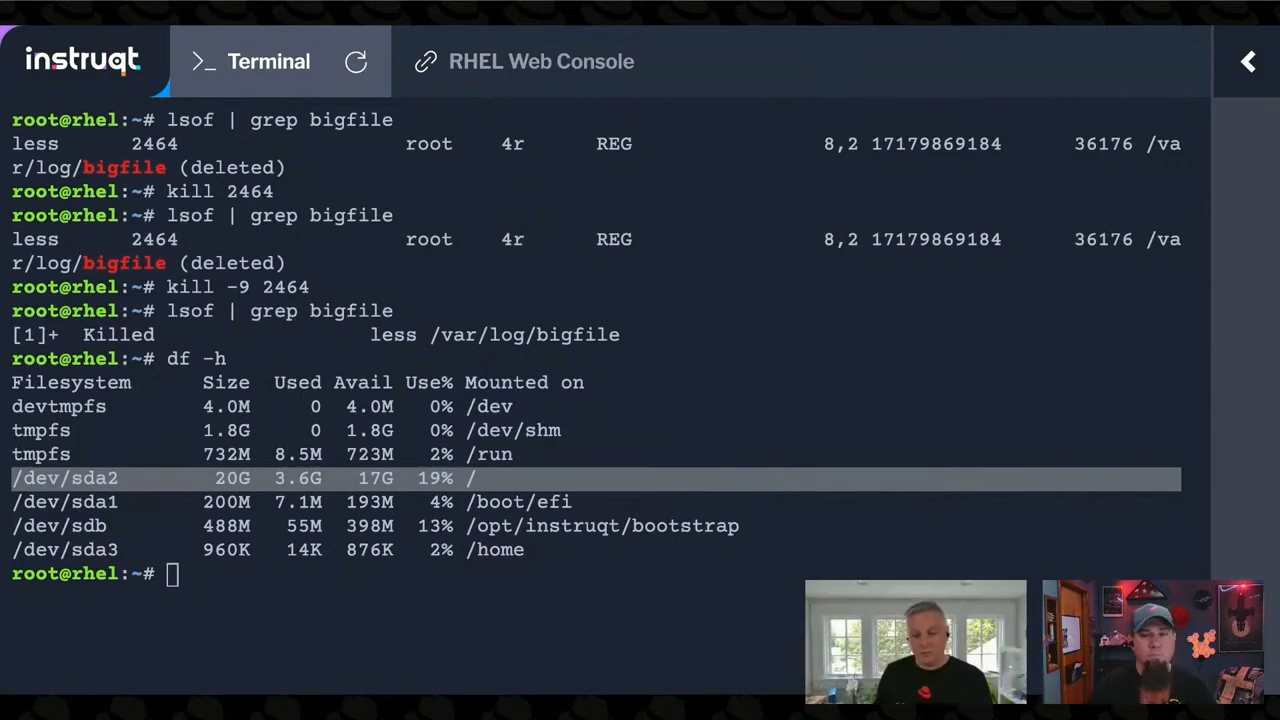 instruqt
>_ Terminal
RHEL Web Console
root@rhel:~# lsof | grep bigfile
less 2464 root 4r REG 8,2 17179869184 36176 /va
r/log/bigfile (deleted)
root@rhel:~# kill 2464
root@rhel:~# lsof | grep bigfile
less 2464 root 4r REG 8,2 17179869184 36176 /va
r/log/bigfile (deleted)
root@rhel:~# kill -9 2464
root@rhel:~# lsof | grep bigfile
[1]+ Killed less /var/log/bigfile
root@rhel:~# df -h
Filesystem Size Used Avail Use% Mounted on
devtmpfs 4.0M 0 4.0M 0% /dev
tmpfs 1.8G 0 1.8G 0% /dev/shm
tmpfs 732M 8.5M 723M 2% /run
/dev/sda2 20G 3.6G 17G 19% /
/dev/sda1 200M 7.1M 193M 4% /boot/efi
/dev/sdb 488M 55M 398M 13% /opt/instruqt/bootstrap
/dev/sda3 960K 14K 876K 2% /home
root@rhel:~#